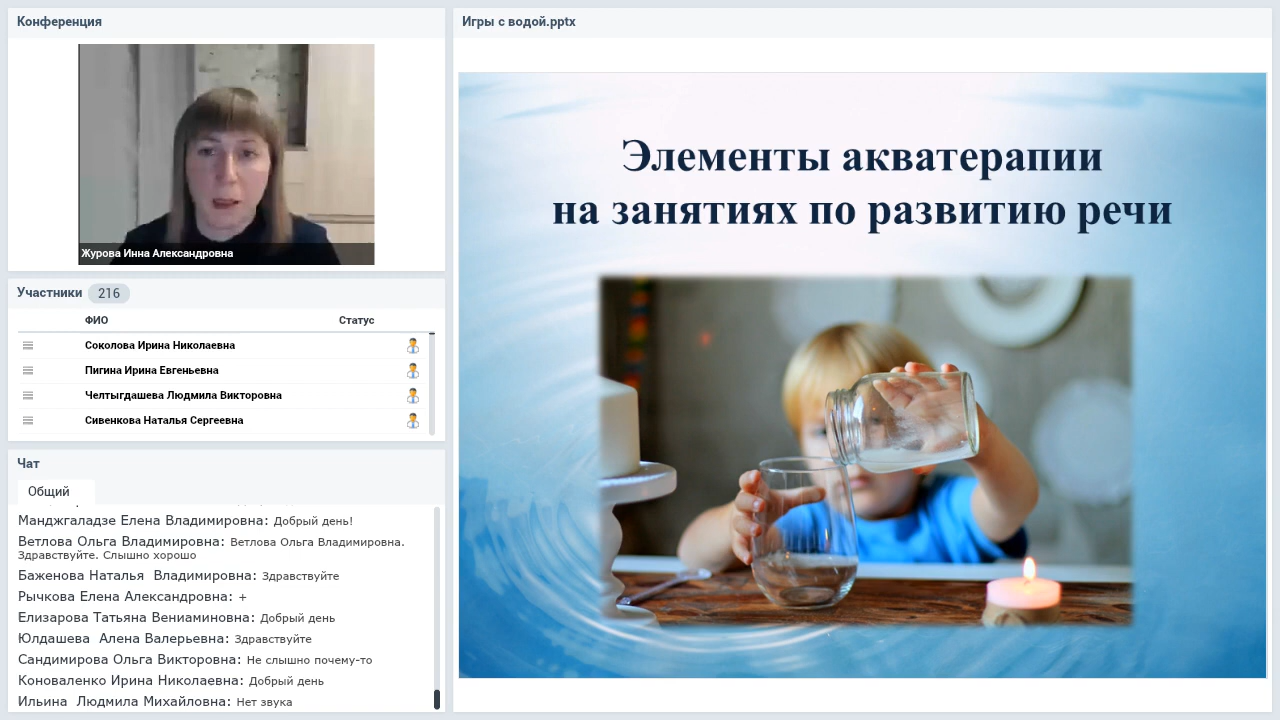 Конференция
Журова Инна Александровна
Участники 216
ФИО Статус
Соколова Ирина Николаевна
Пигина Ирина Евгеньевна
Челтыгдашева Людмила Викторовна
Сивенкова Наталья Сергеевна
Чат
Общий
Манджгаладзе Елена Владимировна: Добрый день!
Ветлова Ольга Владимировна: Ветлова Ольга Владимировна.
Здравствуйте. Слышно хорошо
Баженова Наталья  Владимировна: Здравствуйте
Рычкова Елена Александровна: +
Елизарова Татьяна Вениаминовна: Добрый день
Юлдашева  Алена Валерьевна: Здравствуйте
Сандимирова Ольга Викторовна: Не слышно почему-то
Коноваленко Ирина Николаевна: Добрый день
Ильина  Людмила Михайловна: Нет звука
Игры с водой.pptx
Элементы акватерапии
на занятиях по развитию речи